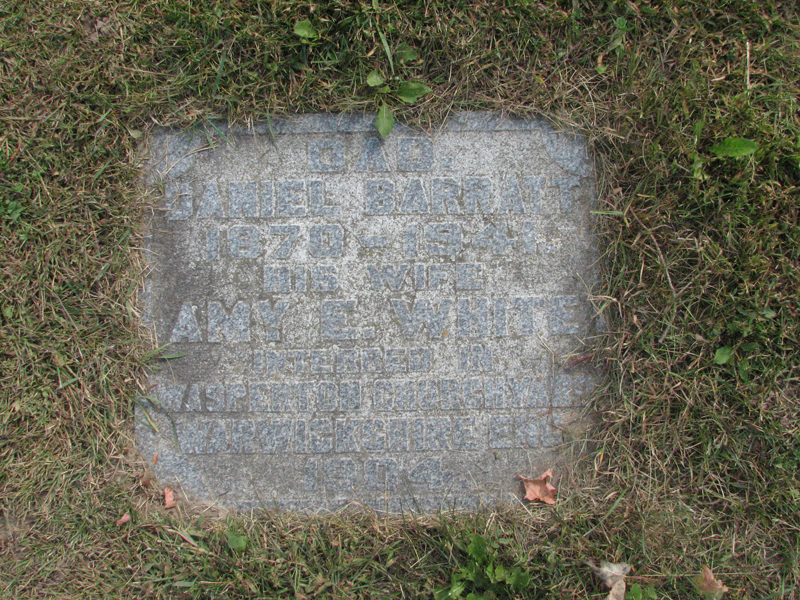 DAD.
DANIEL BARRATT
1870-1941.
HIS WIFE
AMY E. WHITE
INTERRED IN
WASPERTON CHURCHYARD
WARWICKSHIRE ENG.
1904.